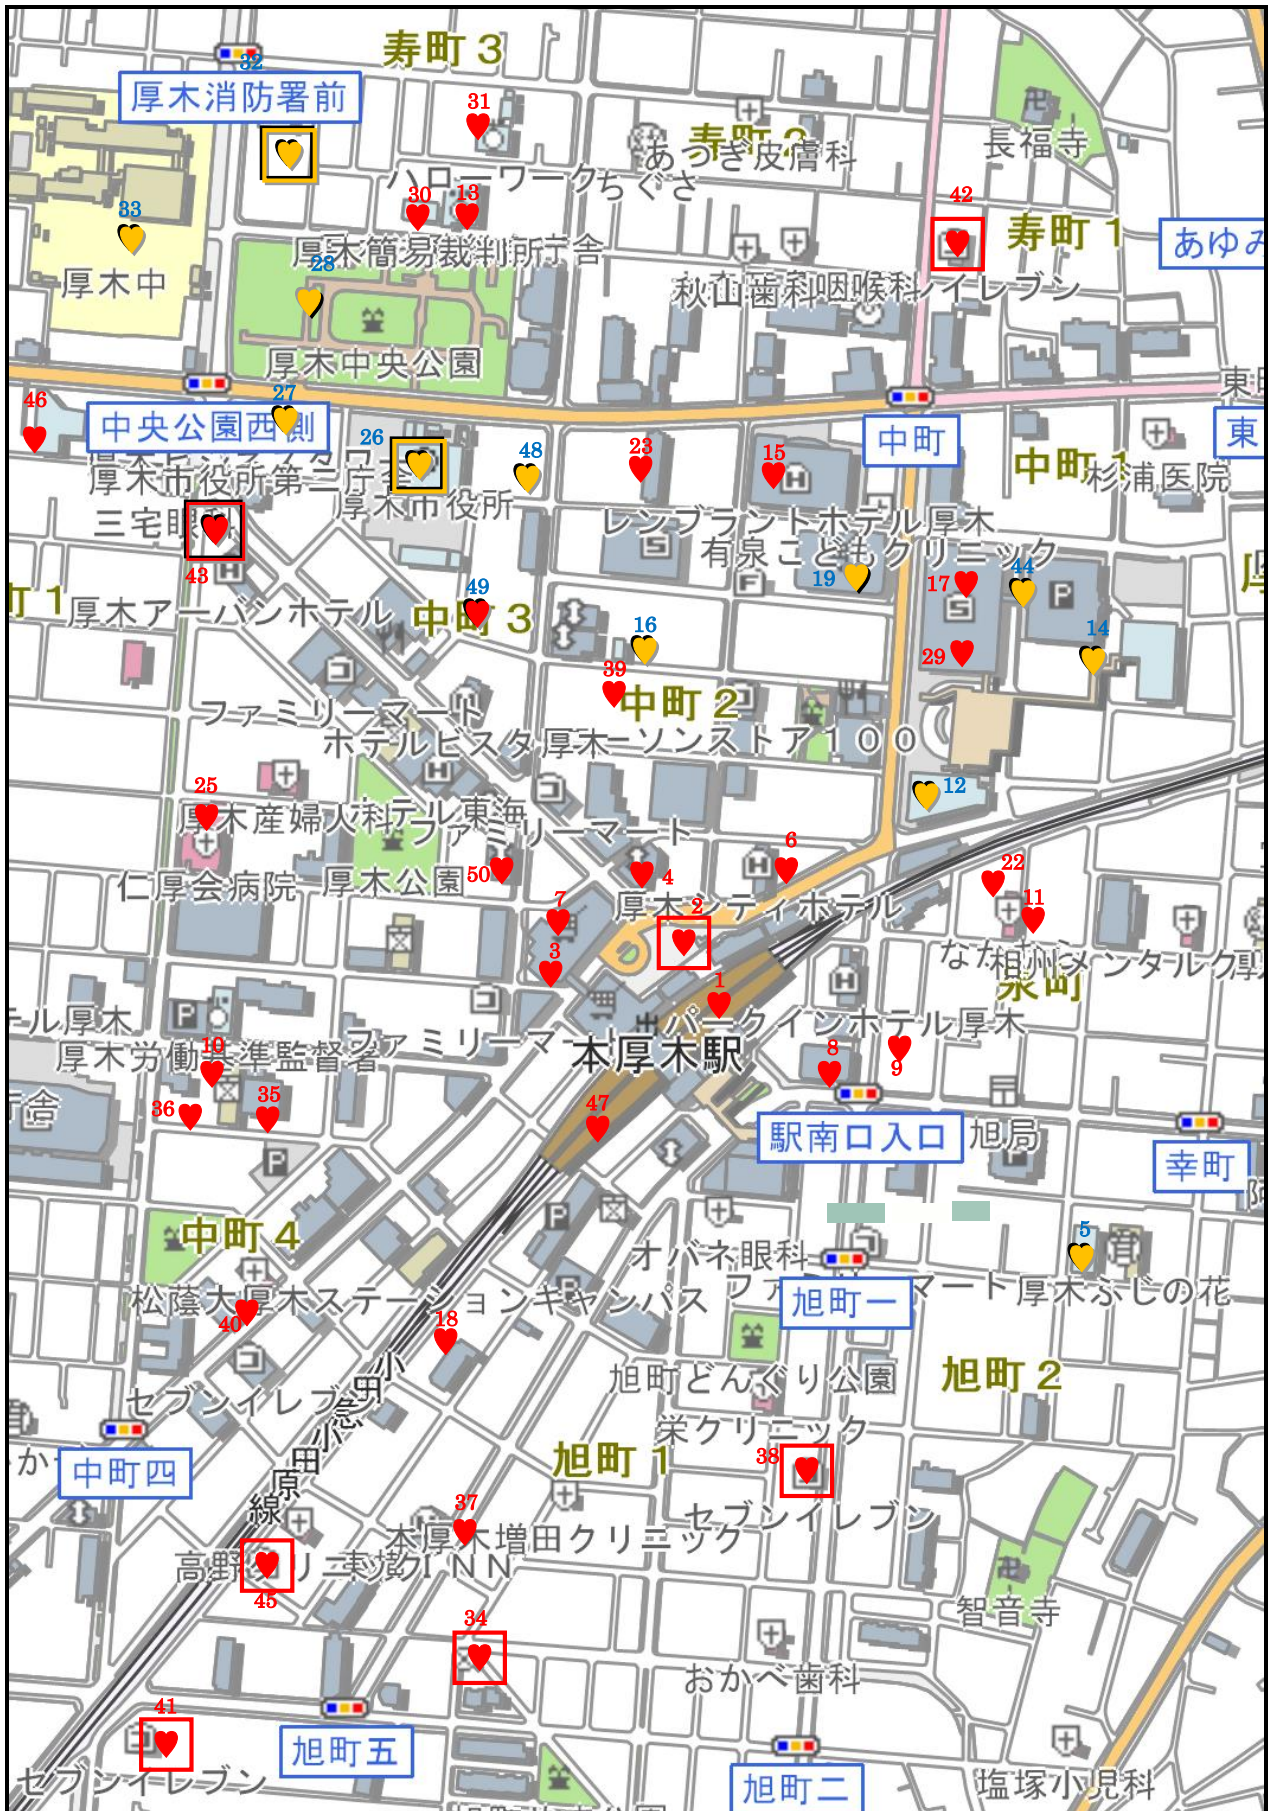 寿町３
32
厚木消防署前
31
寿町２
あつぎ皮膚科
長福寺
ハローワーク
ちぐさ
30
13
42
33
寿町１
あゆみ
厚木簡易裁判所
庁舎
28
厚木中
秋山歯科
咽喉科
イレブン
厚木中央公園
東町
27
46
中央公園西側
26
48
23
15
中町
東
中町１
杉浦医院
厚木市役所第二庁舎
厚木市役所
三宅眼科
レンブラントホテル厚木
有泉こどもクリニック
43
19
17
44
町１
厚木アーバンホテル
49
中町３
16
14
29
39
中町２
ファミリーマート
ホテルビスタ厚木
ーソンストア１００
25
12
厚木産婦人科
テル東海
ファミリーマート
6
仁厚会病院
厚木公園
50
4
22
厚木シティホテル
7
2
11
3
相州メンタルク
泉町
1
テル厚木
ファミリーマート
パークインホテル厚木
厚木労働基準監督署
本厚木駅
10
8
9
36
35
庁舎
47
駅南口入口
旭局
幸町
中町４
5
オバネ眼科
松蔭大厚木ステーションキャンパス
ファミリーマート
厚木ふじの花
旭町一
40
18
旭町どんぐり公園
旭町２
セブンイレブン
小田急小田原線
栄クリニック
中町四
旭町１
38
セブンイレブン
37
本厚木増田クリニック
高野クリニ
東横ＩＮＮ
45
智音寺
34
おかべ歯科
41
旭町五
セブンイレブン
旭町二
塩塚小児科